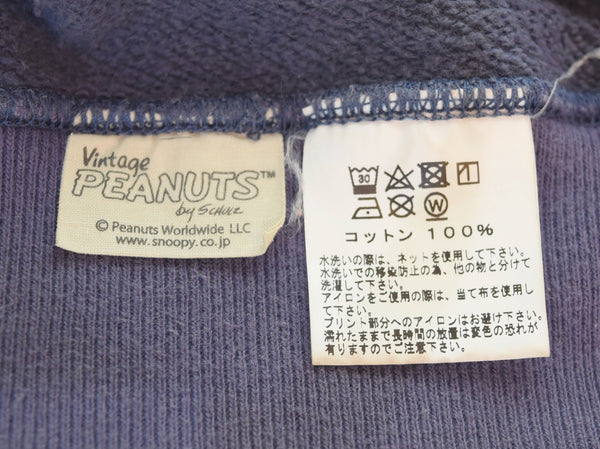 Vintage
PEANUTS™
by SCHULZ
© Peanuts Worldwide LLC
www.snoopy.co.jp
30
W
コットン 100%
水洗いの際は、ネットを使用して下さい。
水洗いでの移染防止の為、他の物と分けて
洗濯して下さい。
アイロンをご使用の際は、当て布を使用し
て下さい。
プリント部分へのアイロンはお避け下さい。
濡れたままで長時間の放置は変色の恐れが
有りますのでご注意下さい。